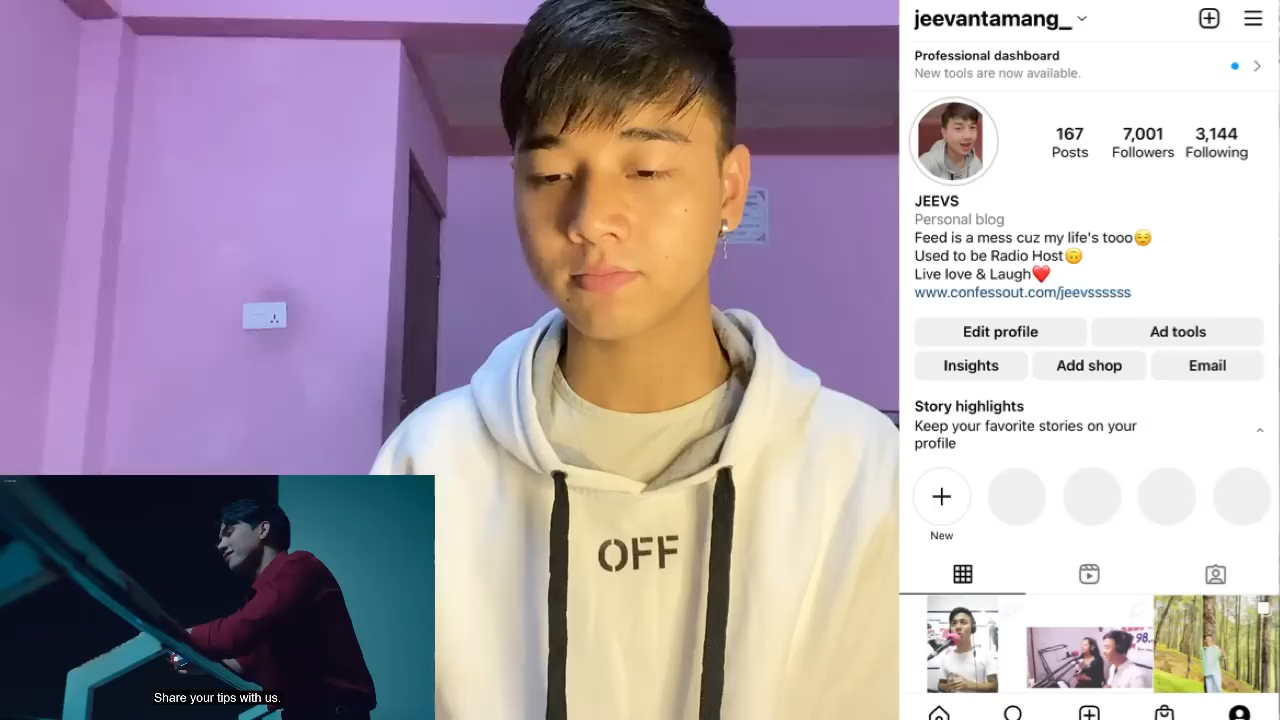 jeevantamang_
Professional dashboard
New tools are now available.
167
Posts
7,001
Followers
3,144
Following
JEEVS
Personal blog
Feed is a mess cuz my life's tooo😌
Used to be Radio Host🙃
Live love & Laugh❤️
www.confessout.com/jeevssssss
Edit profile
Ad tools
Insights
Add shop
Email
Story highlights
Keep your favorite stories on your
profile
New
98.
OFF
Share your tips with us.